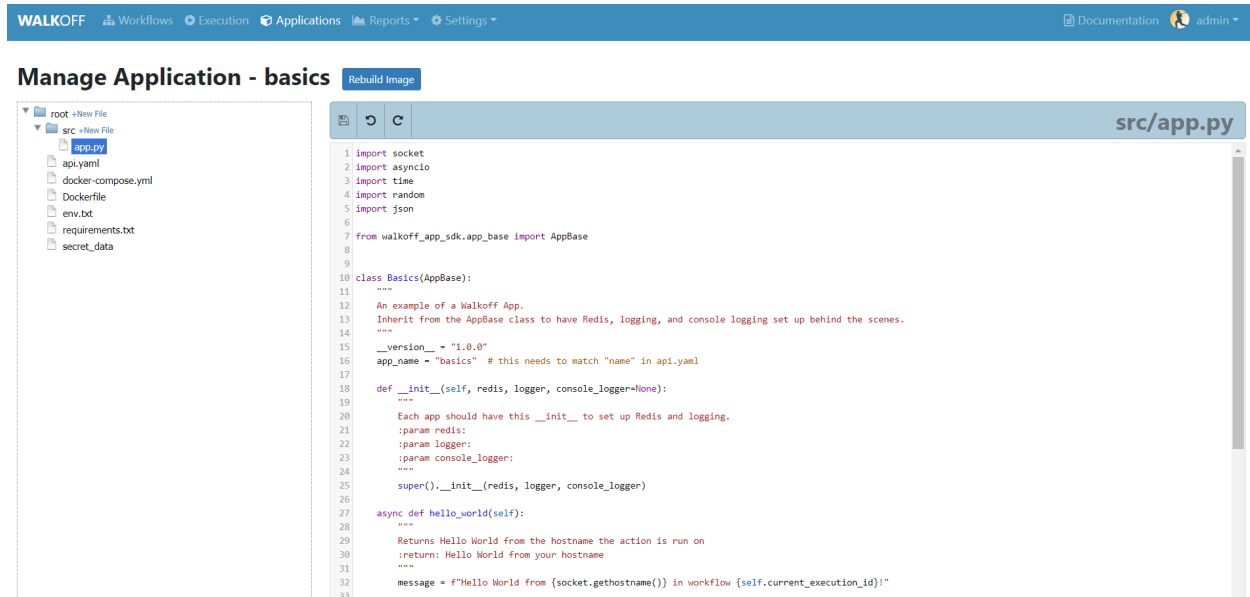 WALKOFF Workflows Execution Applications Reports Settings Documentation admin
Manage Application - basics Rebuild Image
root +New File
src +New File
app.py
api.yaml
docker-compose.yml
Dockerfile
env.txt
requirements.txt
secret_data
src/app.py
1 import socket
2 import asyncio
3 import time
4 import random
5 import json
6
7 from walkoff_app_sdk.app_base import AppBase
8
9
10 class Basics(AppBase):
11     """
12     An example of a Walkoff App.
13     Inherit from the AppBase class to have Redis, logging, and console logging set up behind the scenes.
14     """
15     __version__ = "1.0.0"
16     app_name = "basics"  # this needs to match "name" in api.yaml
17
18     def __init__(self, redis, logger, console_logger=None):
19         """
20         Each app should have this __init__ to set up Redis and logging.
21         :param redis:
22         :param logger:
23         :param console_logger:
24         """
25         super().__init__(redis, logger, console_logger)
26
27     async def hello_world(self):
28         """
29         Returns Hello World from the hostname the action is run on
30         :return: Hello World from your hostname
31         """
32         message = f"Hello World from {socket.gethostname()} in workflow {self.current_execution_id}!"
33